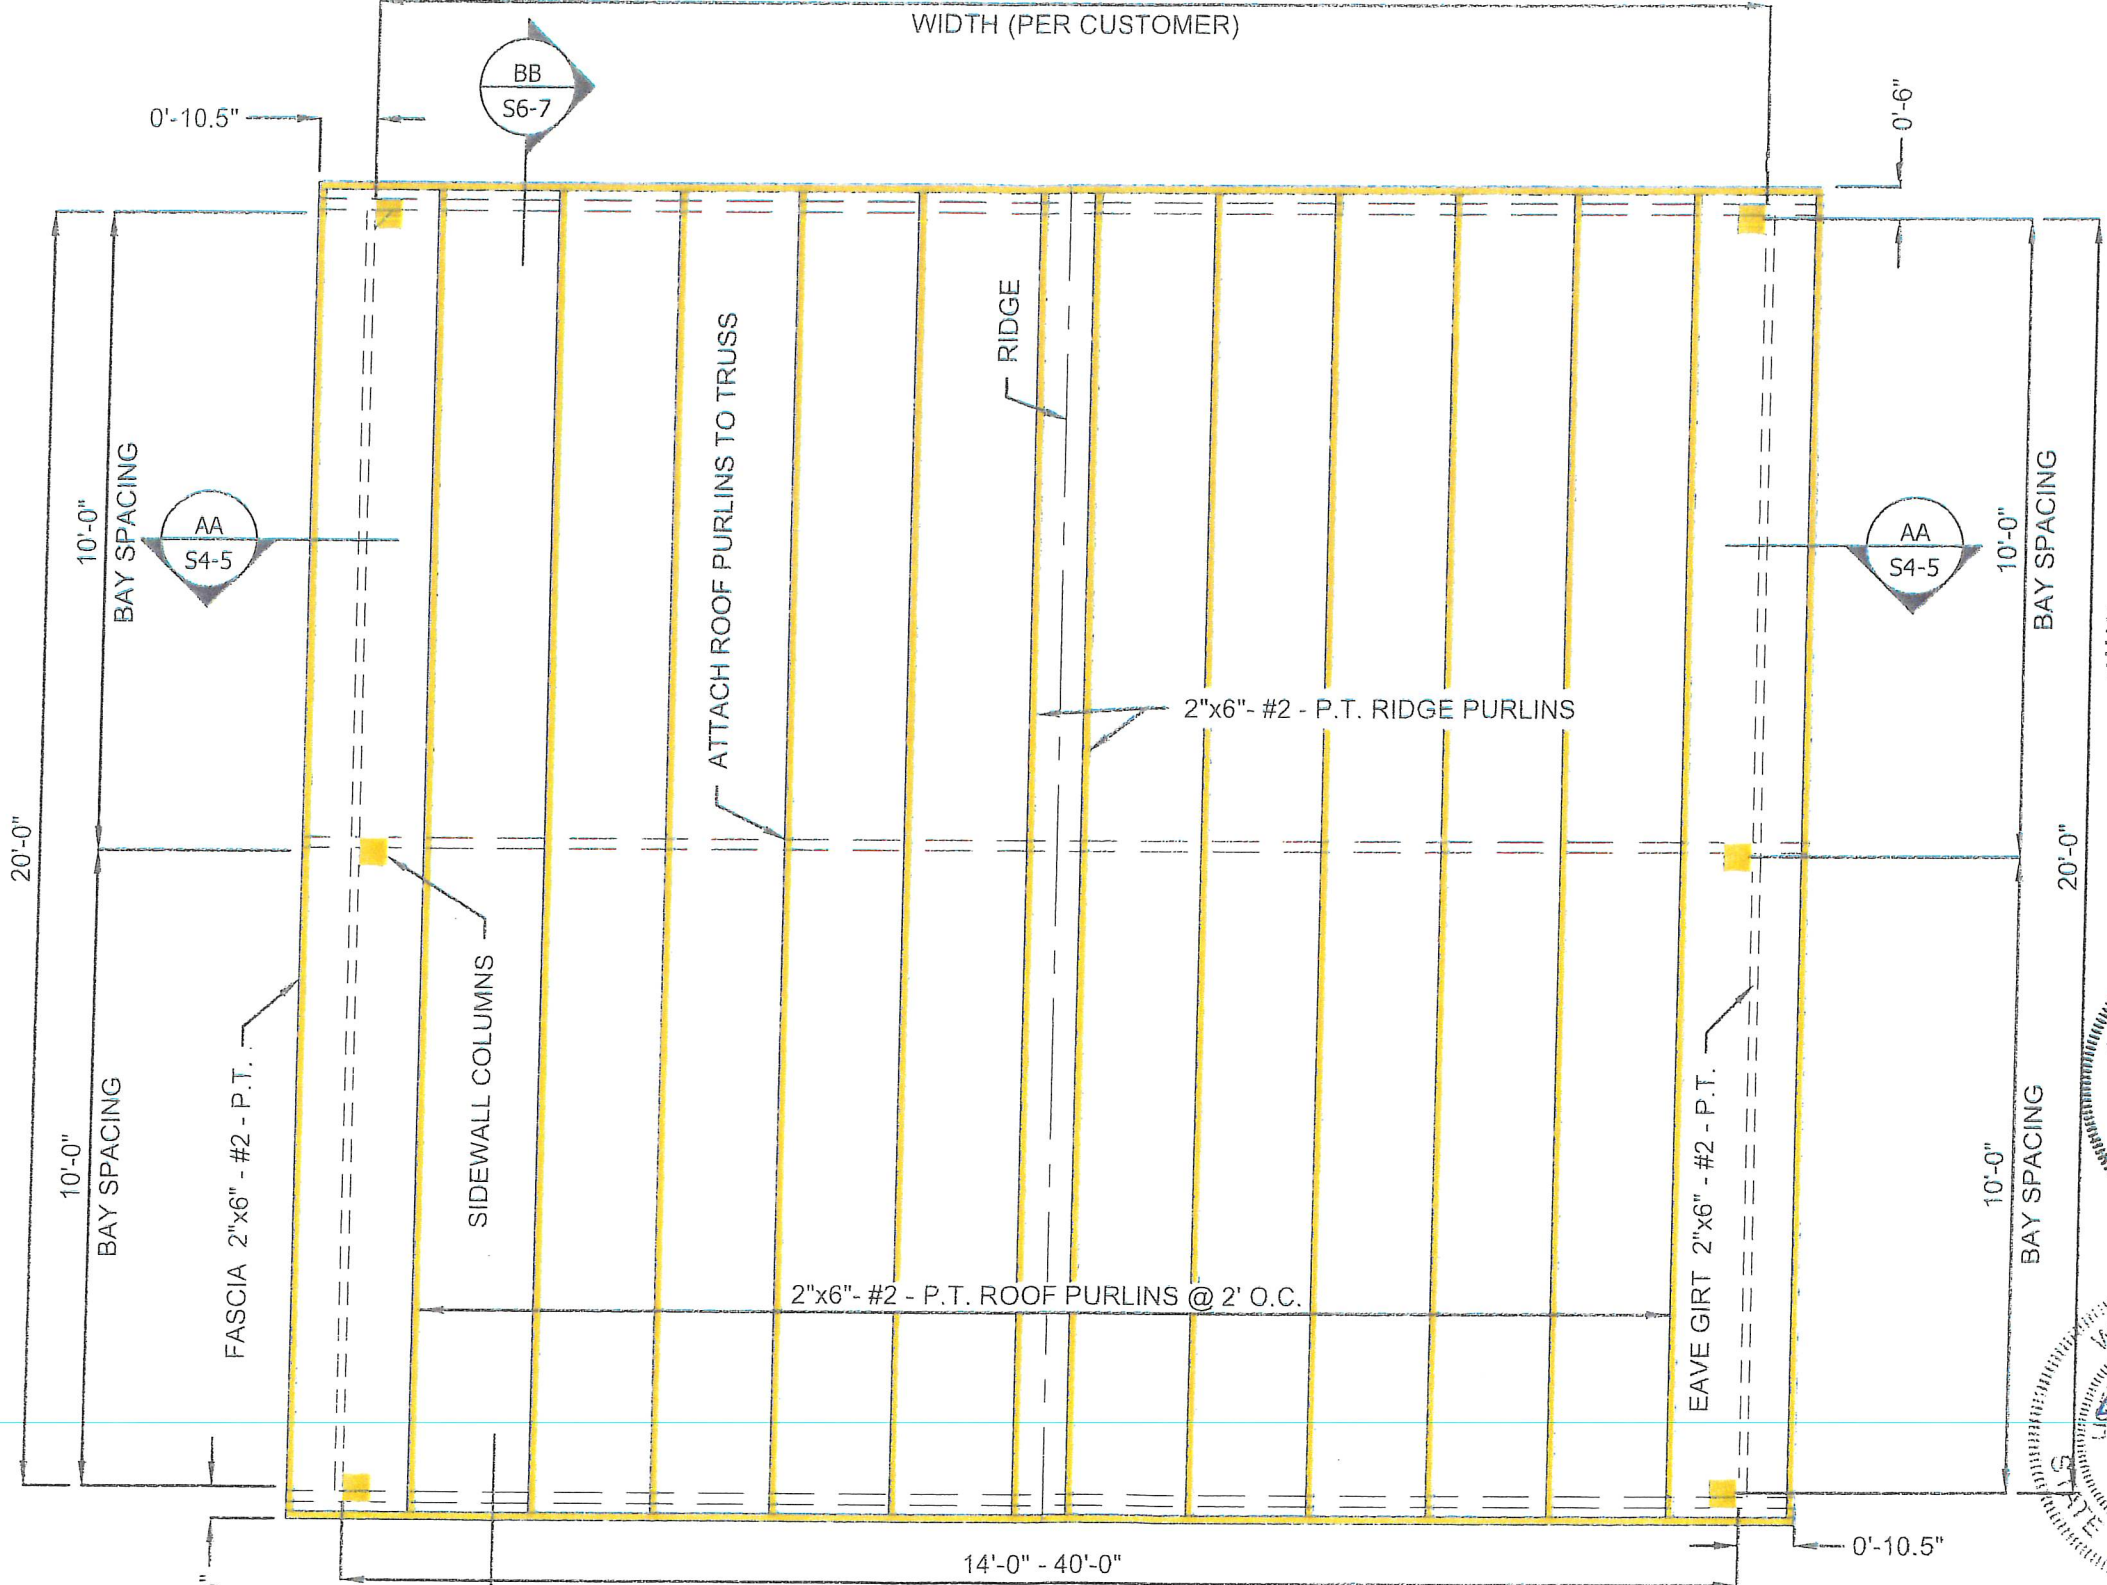 WIDTH (PER CUSTOMER)
BB
S6-7
0'-10.5"
0'-6"
RIDGE
ATTACH ROOF PURLINS TO TRUSS
10'-0"
BAY SPACING
AA
S4-5
AA
S4-5
10'-0"
BAY SPACING
2"x6"- #2 - P.T. RIDGE PURLINS
20'-0"
20'-0"
SIDEWALL COLUMNS
FASCIA 2"x6" - #2 - P.T.
10'-0"
BAY SPACING
EAVE GIRT 2"x6" - #2 - P.T.
10'-0"
BAY SPACING
2"x6"- #2 - P.T. ROOF PURLINS @ 2' O.C.
14'-0" - 40'-0"
0'-10.5"